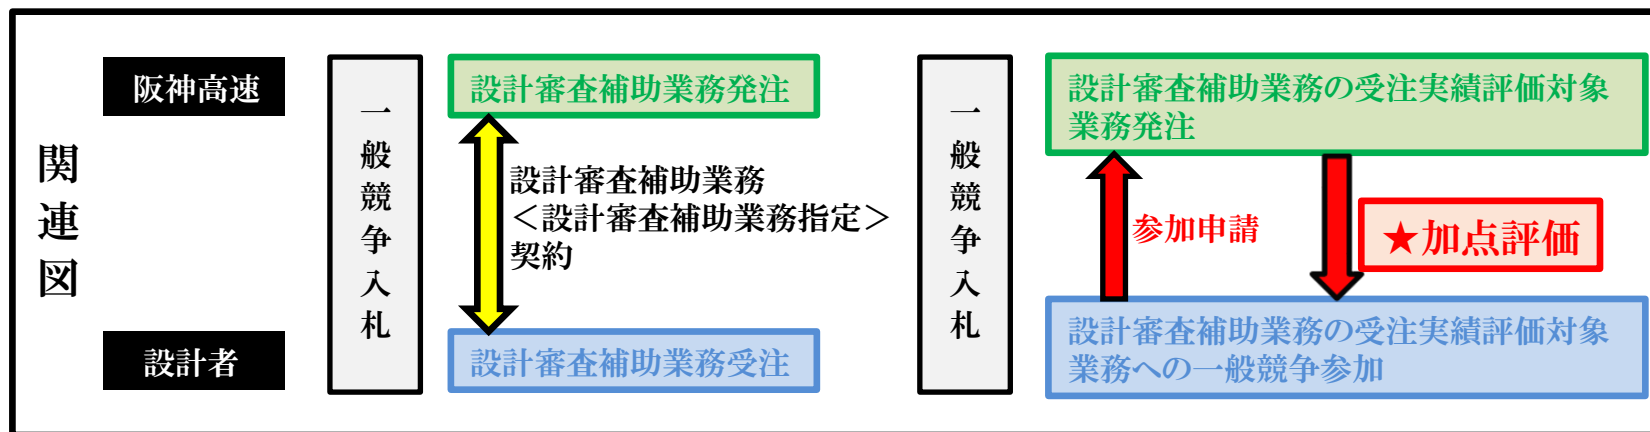 関連図
阪神高速
設計者
一般競争入札
設計審査補助業務発注
設計審査補助業務
＜設計審査補助業務指定＞
契約
設計審査補助業務受注
一般競争入札
設計審査補助業務の受注実績評価対象
業務発注
参加申請
★加点評価
設計審査補助業務の受注実績評価対象
業務への一般競争参加